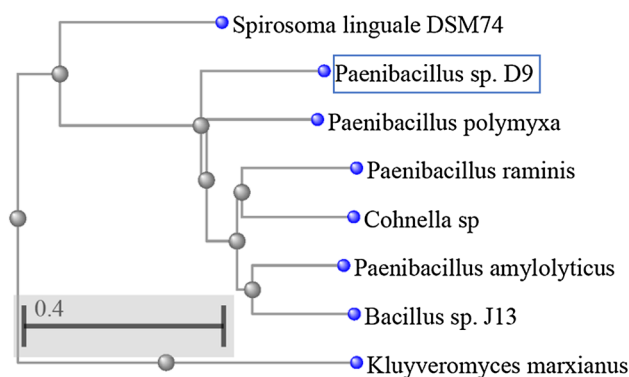 Spirosoma linguale DSM74
Paenibacillus sp. D9
Paenibacillus polymyxa
Paenibacillus raminis
Cohnella sp
Paenibacillus amylolyticus
0.4
Bacillus sp. J13
Kluyveromyces marxianus